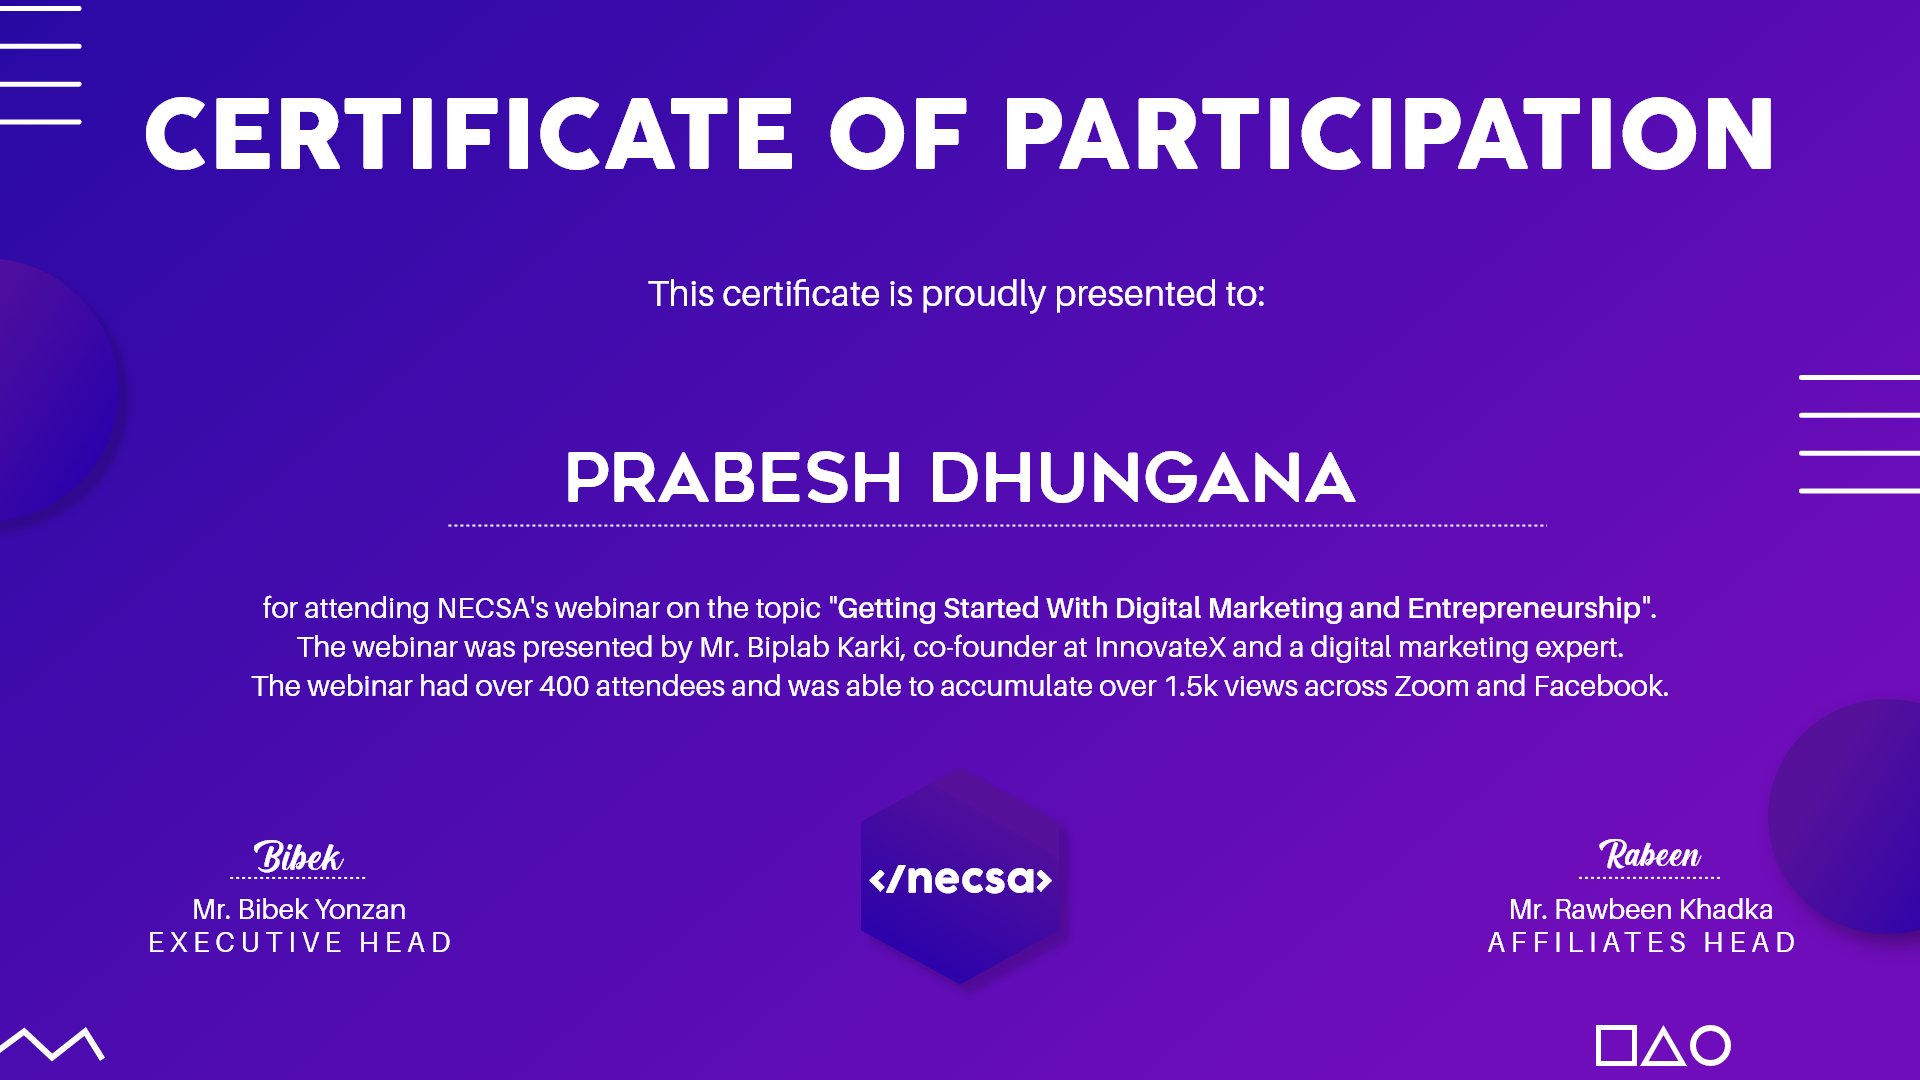 CERTIFICATE OF PARTICIPATION
This certificate is proudly presented to:
PRABESH DHUNGANA
for attending NECSA's webinar on the topic "Getting Started With Digital Marketing and Entrepreneurship".
The webinar was presented by Mr. Biplab Karki, co-founder at InnovateX and a digital marketing expert.
The webinar had over 400 attendees and was able to accumulate over 1.5k views across Zoom and Facebook.
Bibek
Mr. Bibek Yonzan
EXECUTIVE HEAD
</necsa>
Rabeen
Mr. Rawbeen Khadka
AFFILIATES HEAD